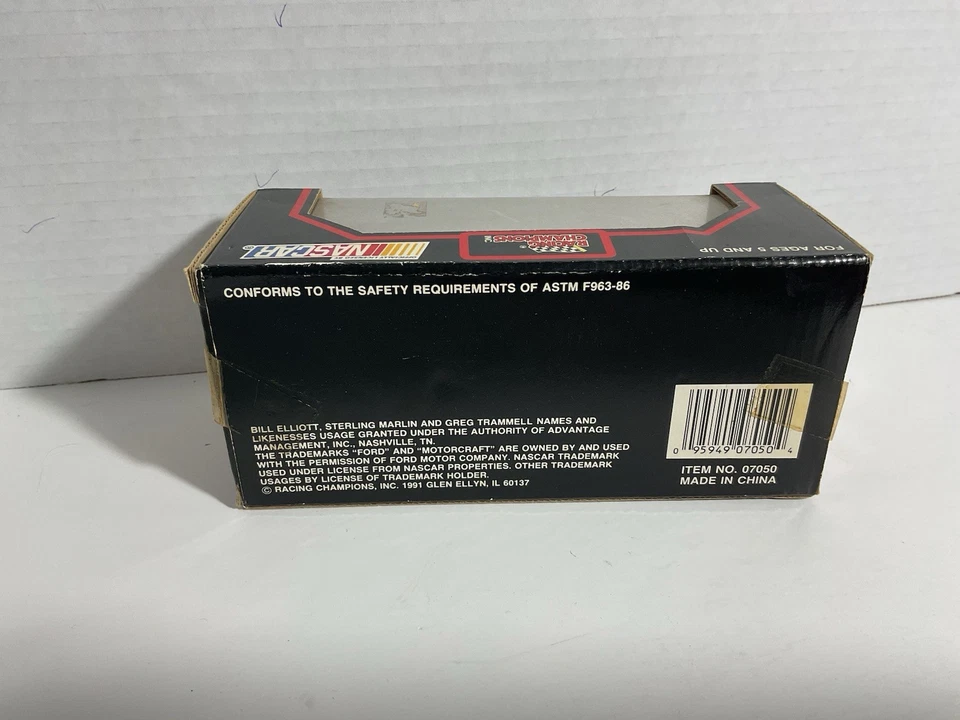 FOR AGES 5 AND UP
RACING
CHAMPIONS INC.
®
NASCAR®
CONFORMS TO THE SAFETY REQUIREMENTS OF ASTM F963-86
BILL ELLIOTT, STERLING MARLIN AND GREG TRAMMELL NAMES AND
LIKENESSES USAGE GRANTED UNDER THE AUTHORITY OF ADVANTAGE
MANAGEMENT, INC., NASHVILLE, TN.
THE TRADEMARKS "FORD" AND "MOTORCRAFT" ARE OWNED BY AND USED
WITH THE PERMISSION OF FORD MOTOR COMPANY. NASCAR TRADEMARK
USED UNDER LICENSE FROM NASCAR PROPERTIES. OTHER TRADEMARK
USAGES BY LICENSE OF TRADEMARK HOLDER.
© RACING CHAMPIONS, INC. 1991 GLEN ELLYN, IL 60137
0 95949 07050 4
ITEM NO. 07050
MADE IN CHINA